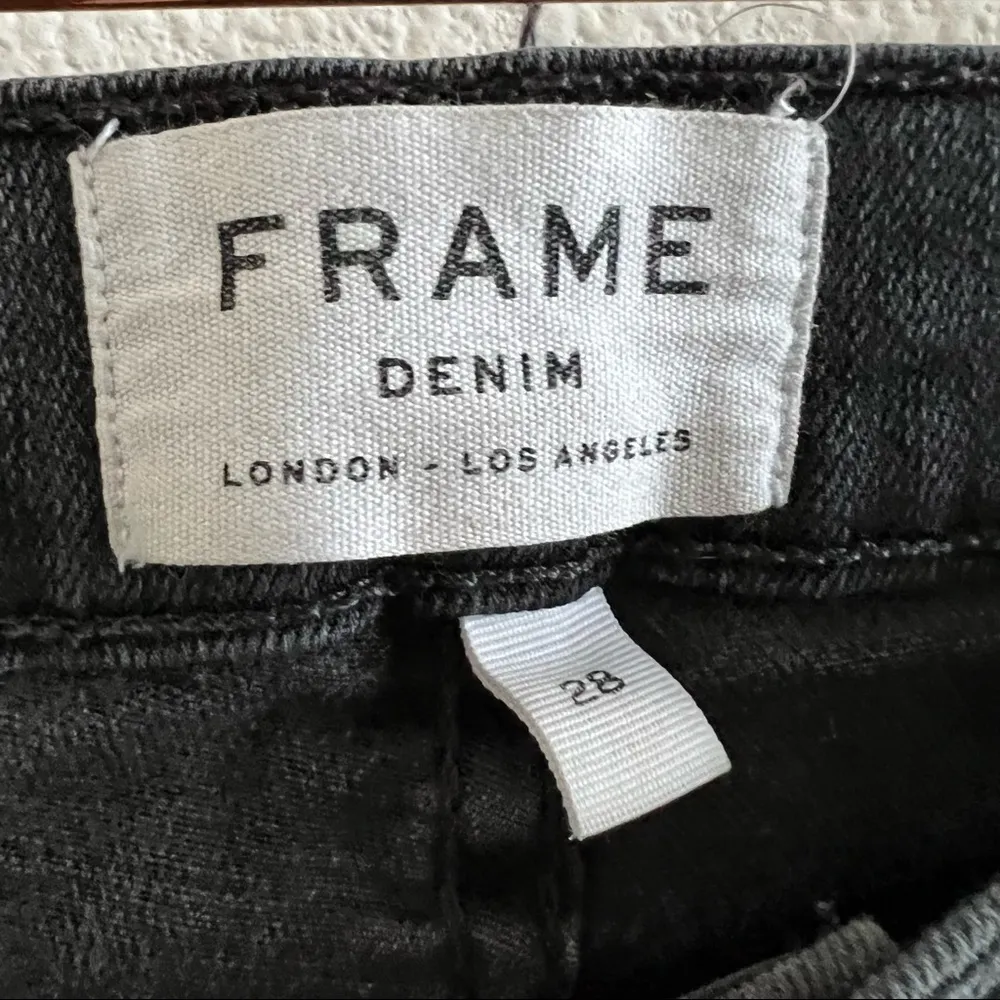 FRAME
DENIM
LONDON - LOS ANGELES
28